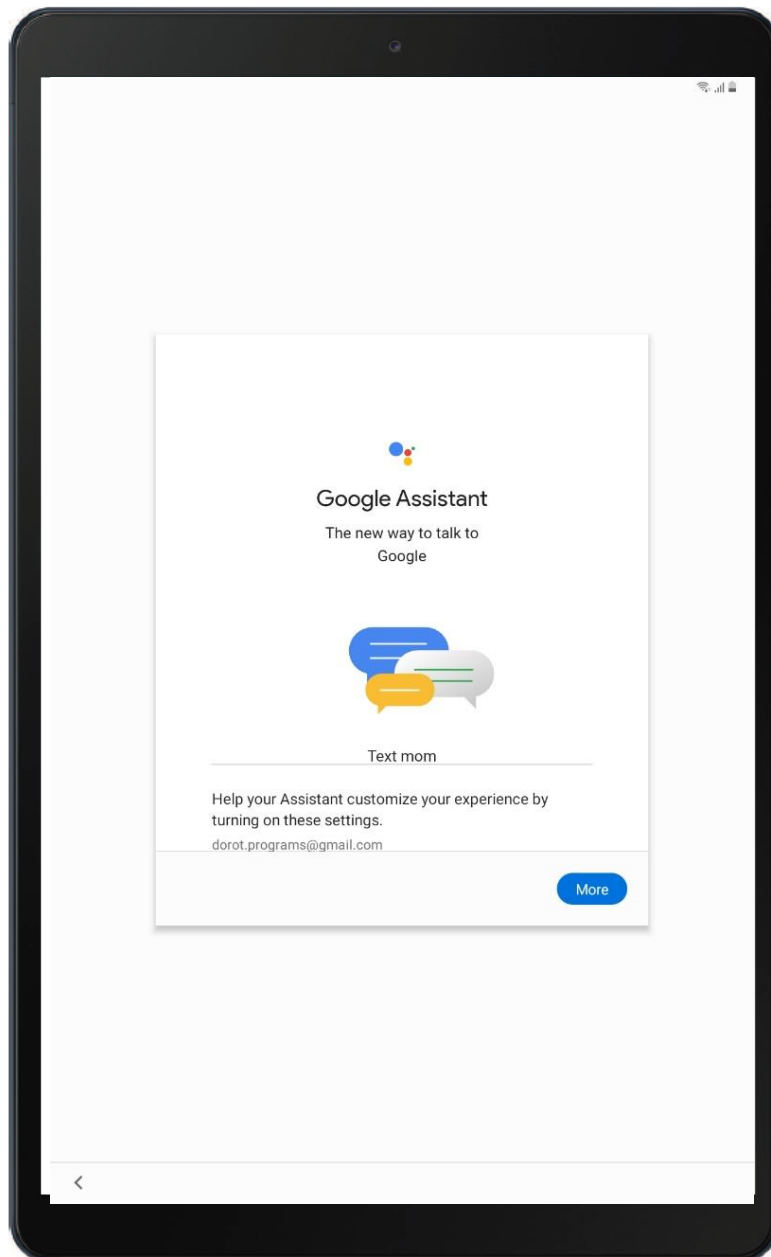 Google Assistant
The new way to talk to
Google
Text mom
Help your Assistant customize your experience by
turning on these settings.
dorot.programs@gmail.com
More